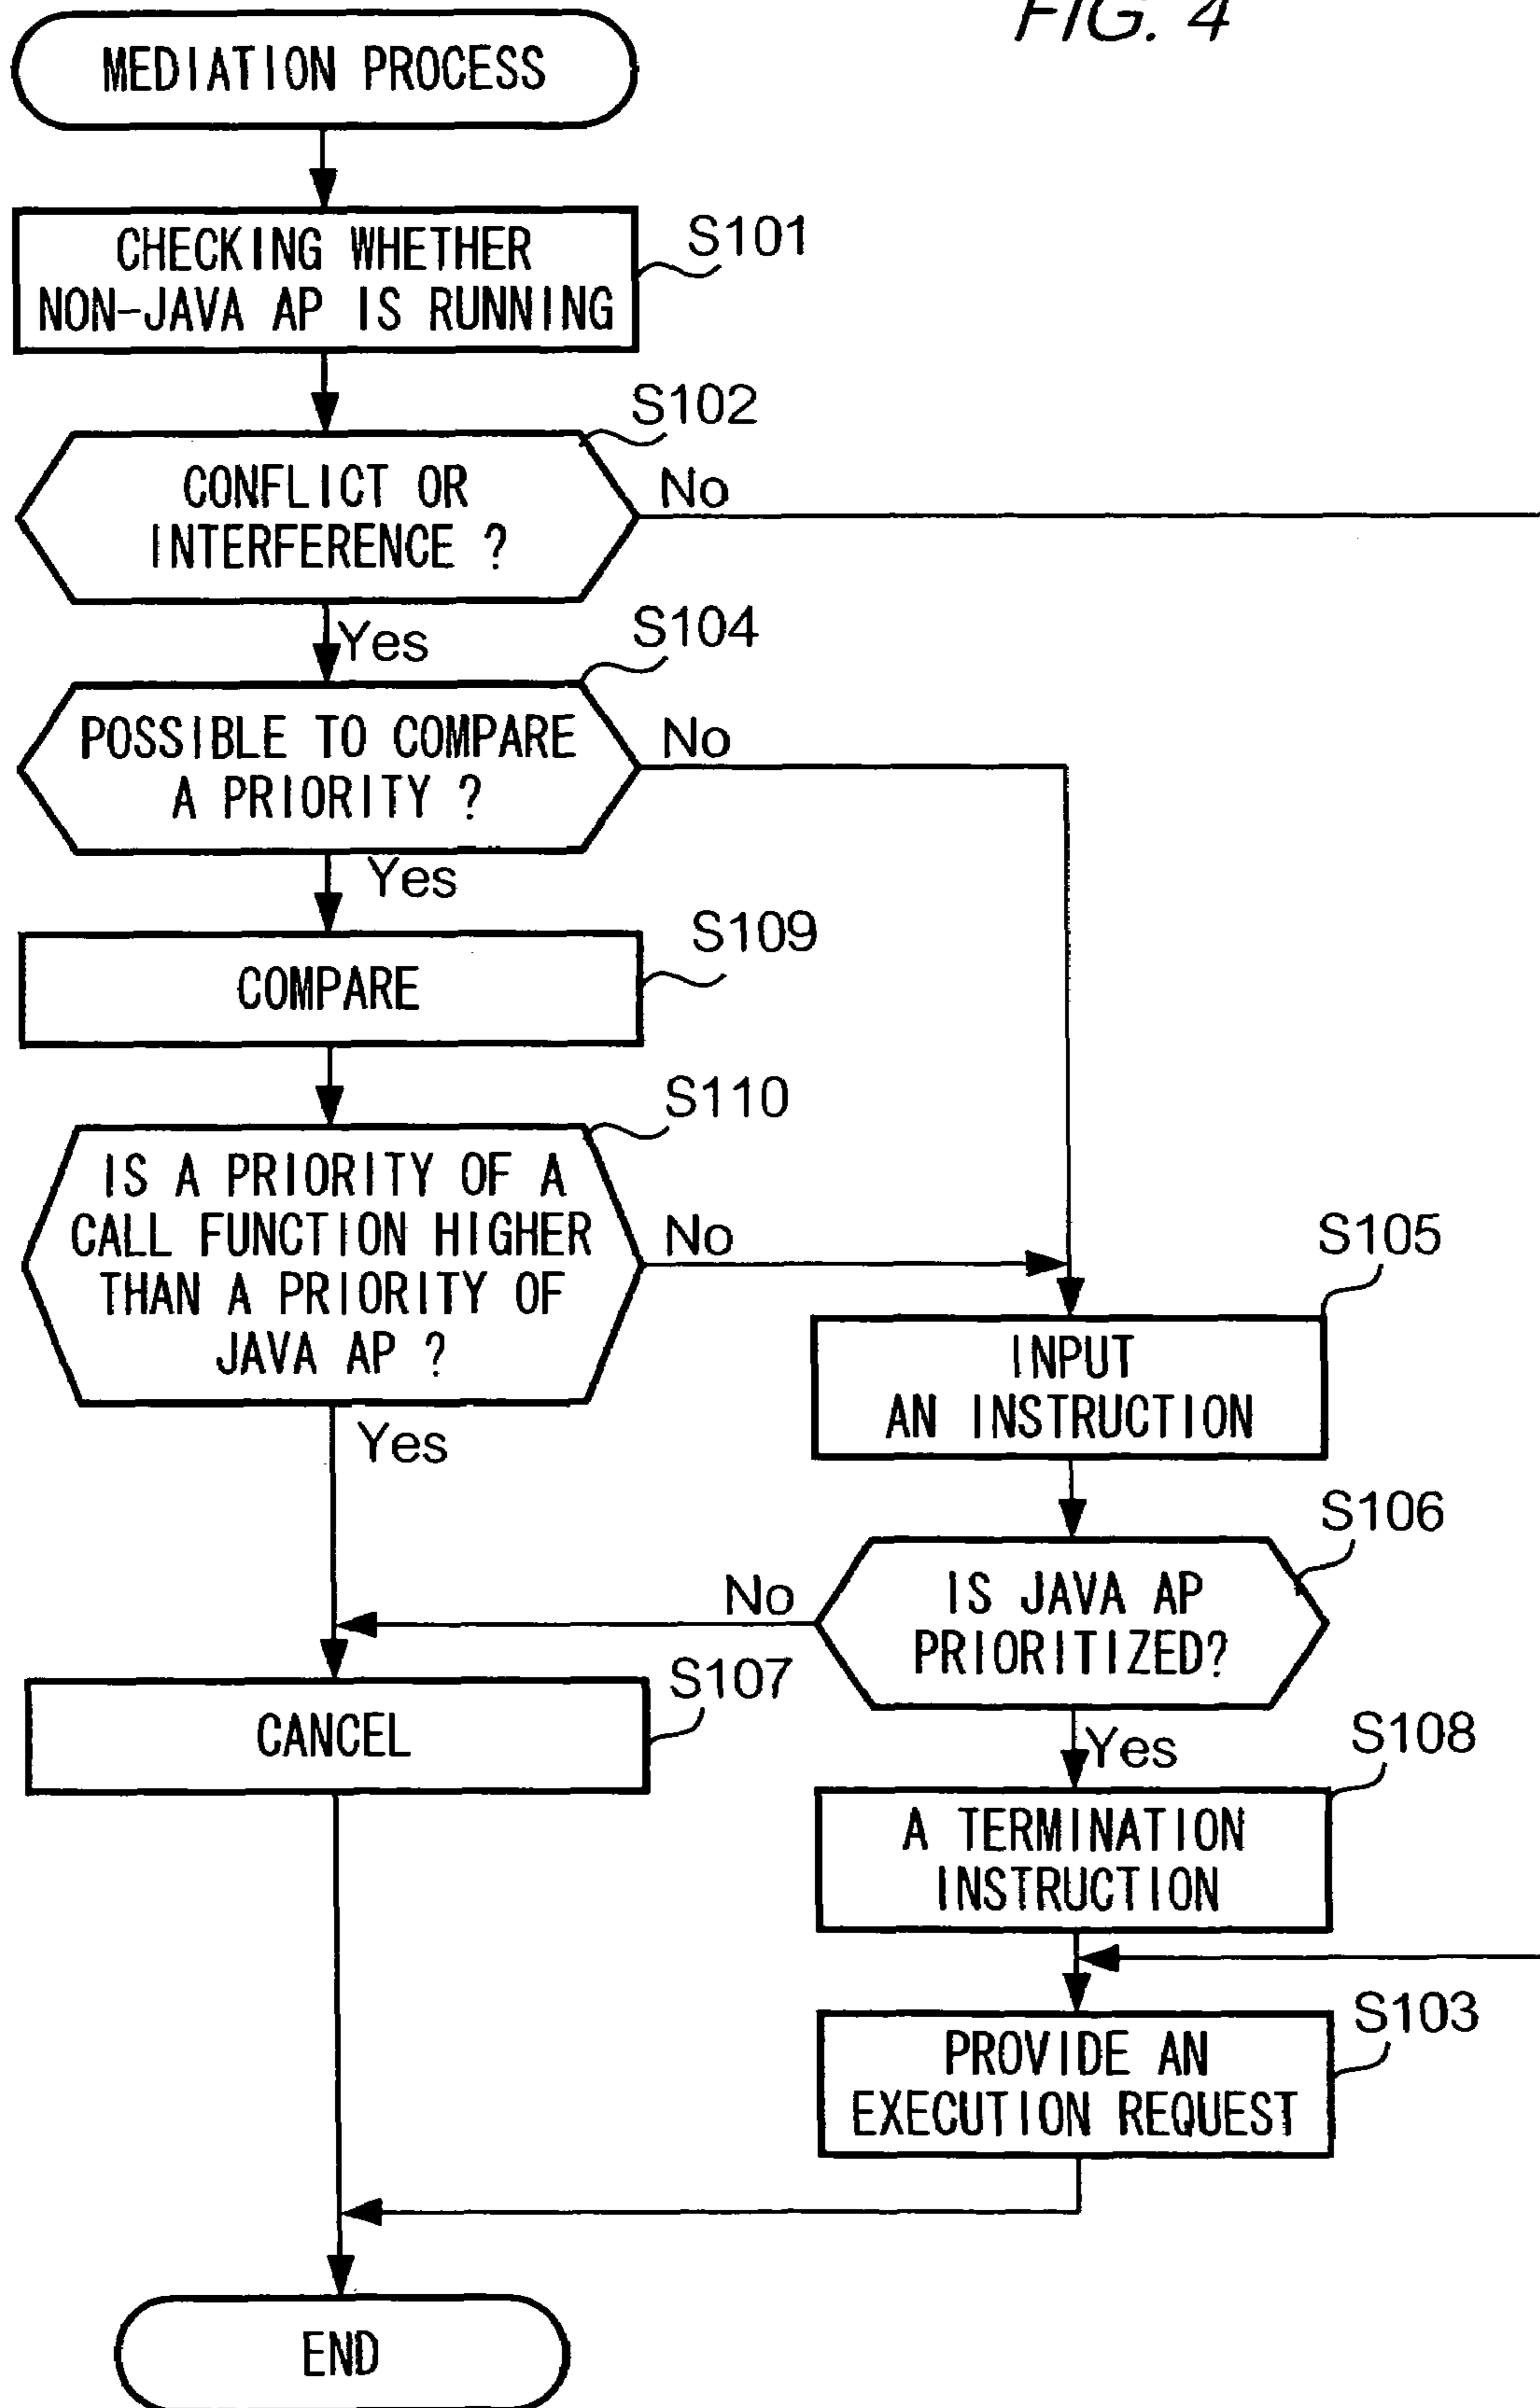 FIG. 4
MEDIATION PROCESS
CHECKING WHETHER
NON-JAVA AP IS RUNNING
S101
CONFLICT OR
INTERFERENCE ?
S102
No
Yes
POSSIBLE TO COMPARE
A PRIORITY ?
S104
No
Yes
COMPARE
S109
IS A PRIORITY OF A
CALL FUNCTION HIGHER
THAN A PRIORITY OF
JAVA AP ?
S110
No
Yes
INPUT
AN INSTRUCTION
S105
IS JAVA AP
PRIORITIZED?
S106
No
Yes
CANCEL
S107
A TERMINATION
INSTRUCTION
S108
PROVIDE AN
EXECUTION REQUEST
S103
END